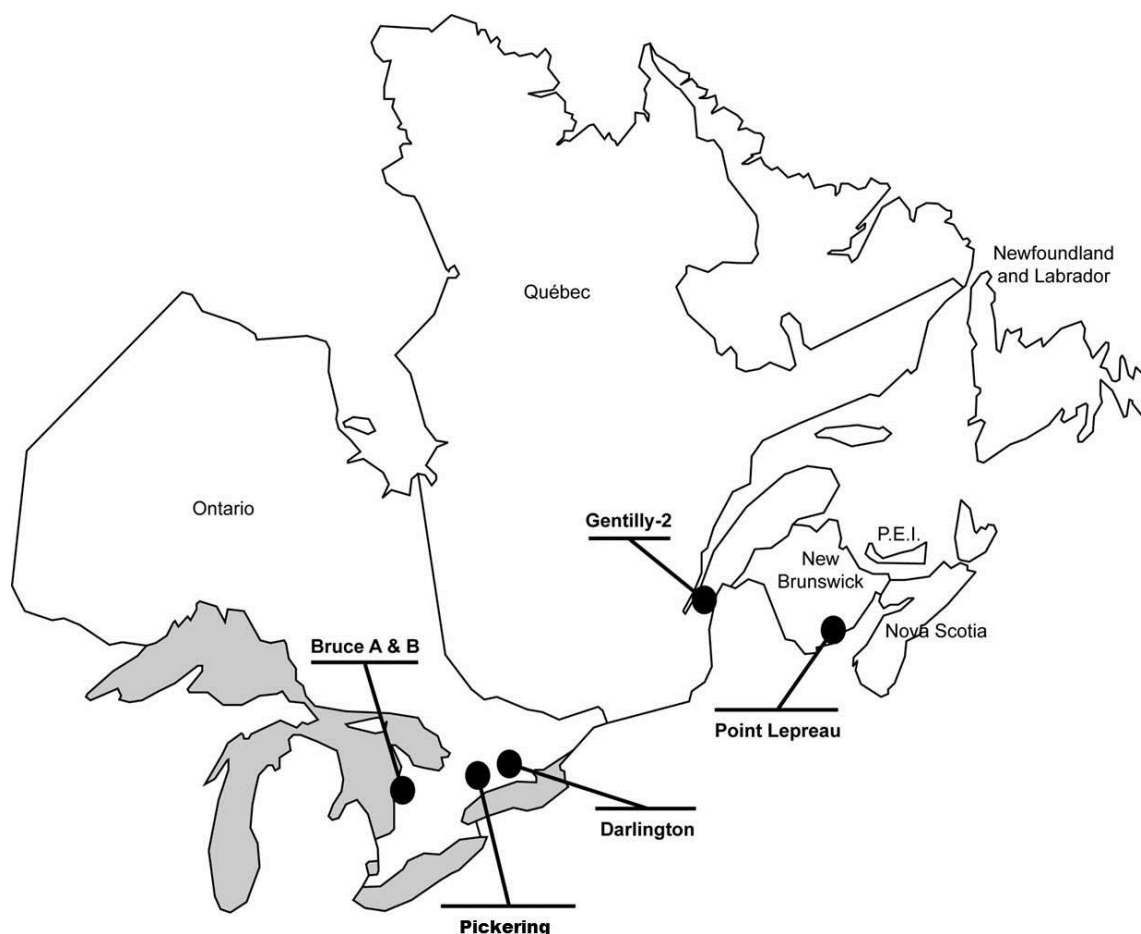 Newfoundland
and Labrador
Québec
Ontario
Gentilly-2
P.E.I.
New
Brunswick
Nova Scotia
Bruce A & B
Point Lepreau
Darlington
Pickering